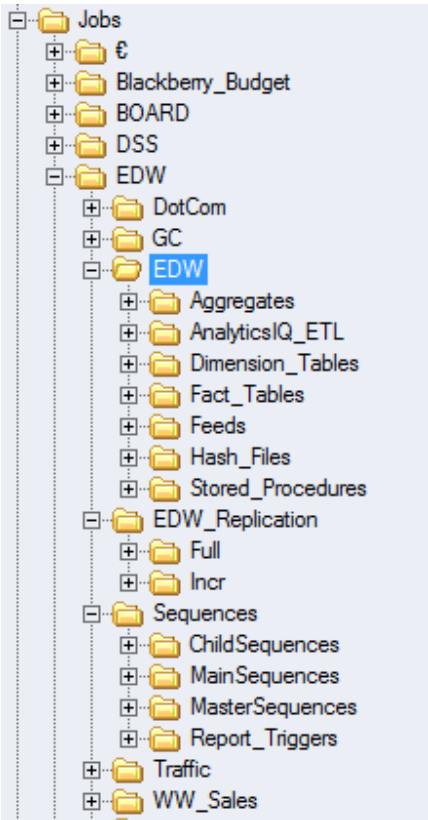 Jobs
€
Blackberry_Budget
BOARD
DSS
EDW
DotCom
GC
EDW
Aggregates
AnalyticsIQ_ETL
Dimension_Tables
Fact_Tables
Feeds
Hash_Files
Stored_Procedures
EDW_Replication
Full
Incr
Sequences
ChildSequences
MainSequences
MasterSequences
Report_Triggers
Traffic
WW_Sales